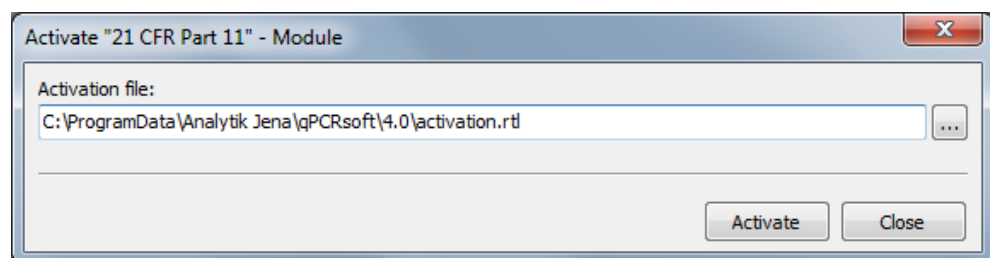 Activate "21 CFR Part 11" - Module
Activation file:
C:\ProgramData\Analytik Jena\qPCRsoft\4.0\activation.rtl
...
Activate Close